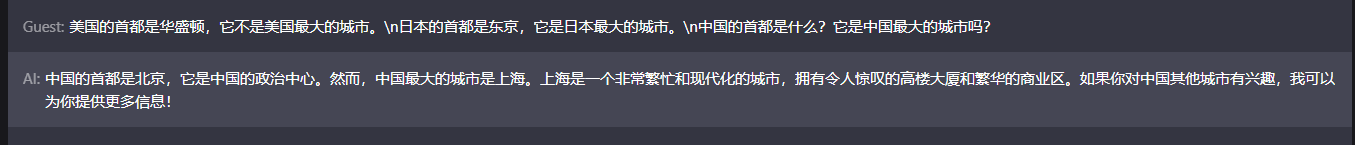 Guest: 美国的首都是华盛顿，它不是美国最大的城市。\n日本的首都是东京，它是日本最大的城市。\n中国的首都是什么？它是中国最大的城市吗？
AI: 中国的首都是北京，它是中国的政治中心。然而，中国最大的城市是上海。上海是一个非常繁忙和现代化的城市，拥有令人惊叹的高楼大厦和繁华的商业区。如果你对中国其他城市有兴趣，我可以
为你提供更多信息！